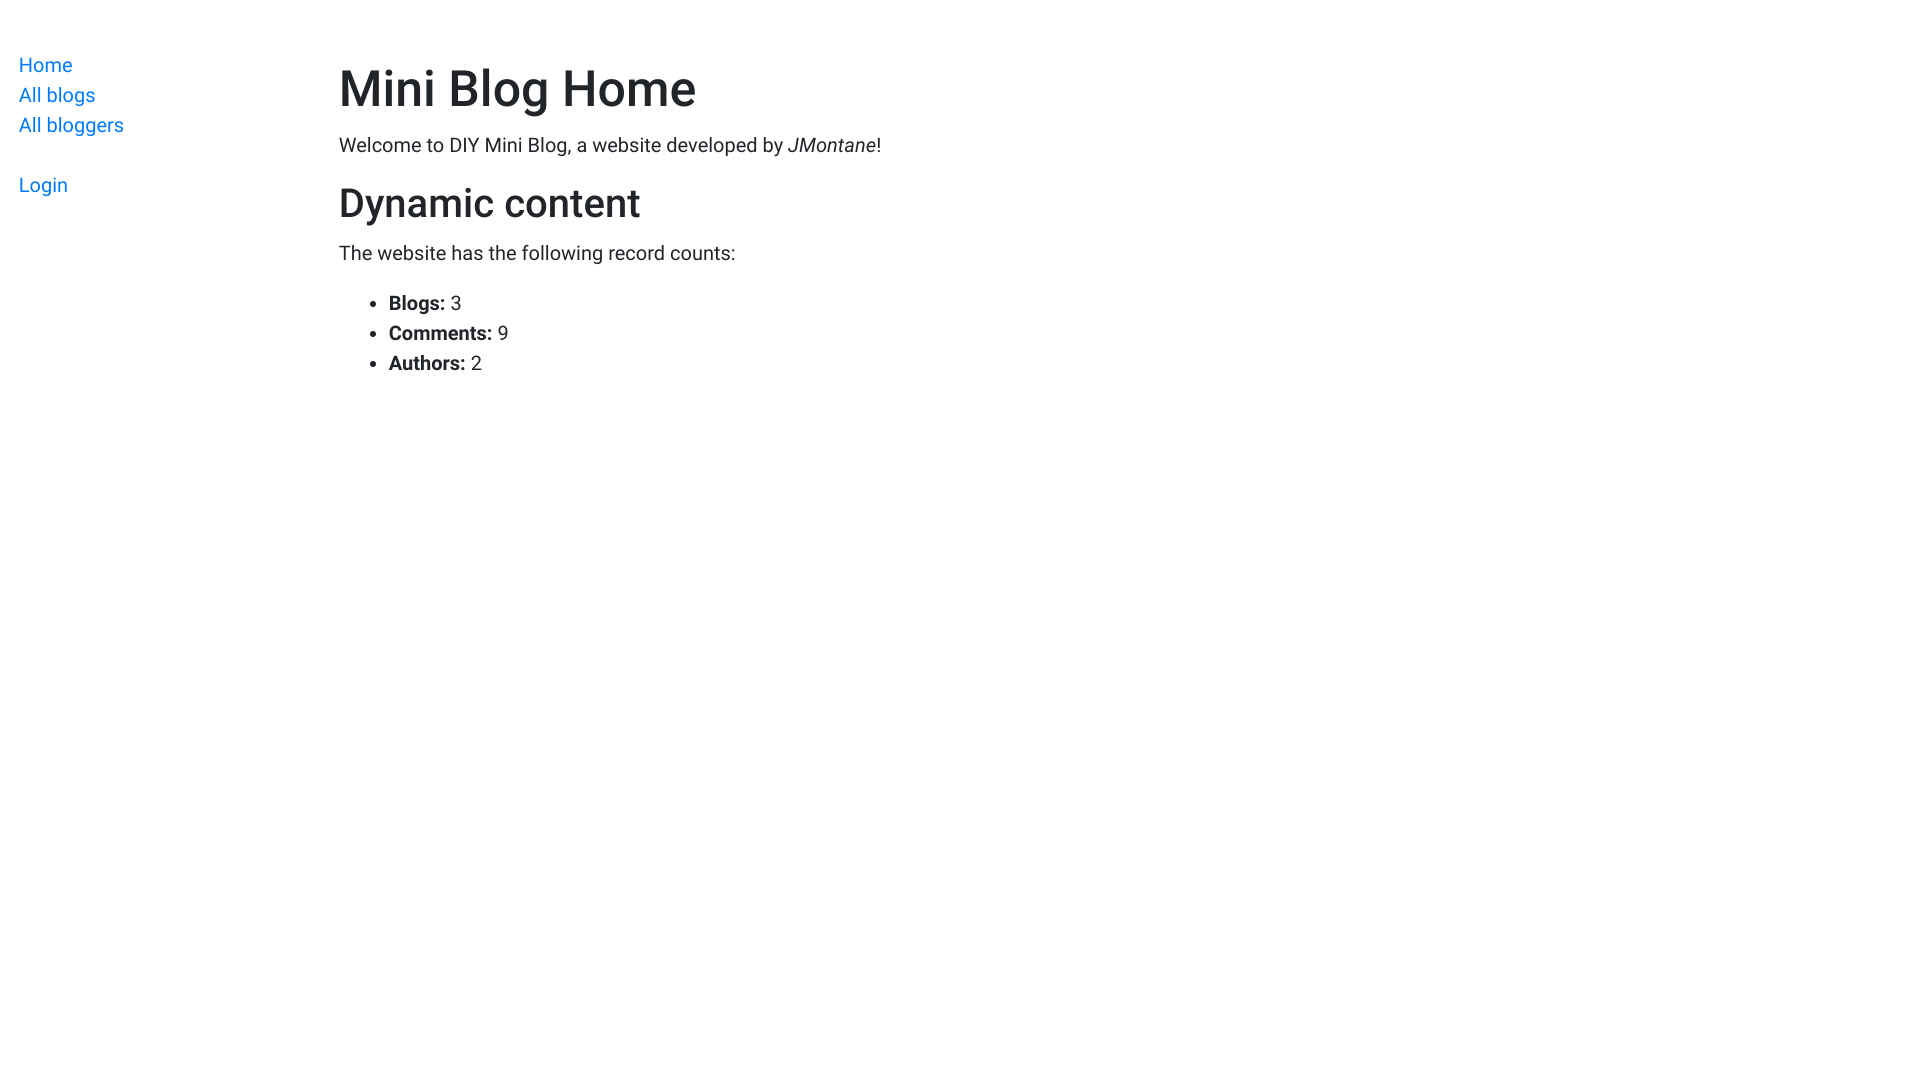 Home
All blogs
All bloggers
Login
Mini Blog Home
Welcome to DIY Mini Blog, a website developed by JMontane!
Dynamic content
The website has the following record counts:
• Blogs: 3
• Comments: 9
• Authors: 2